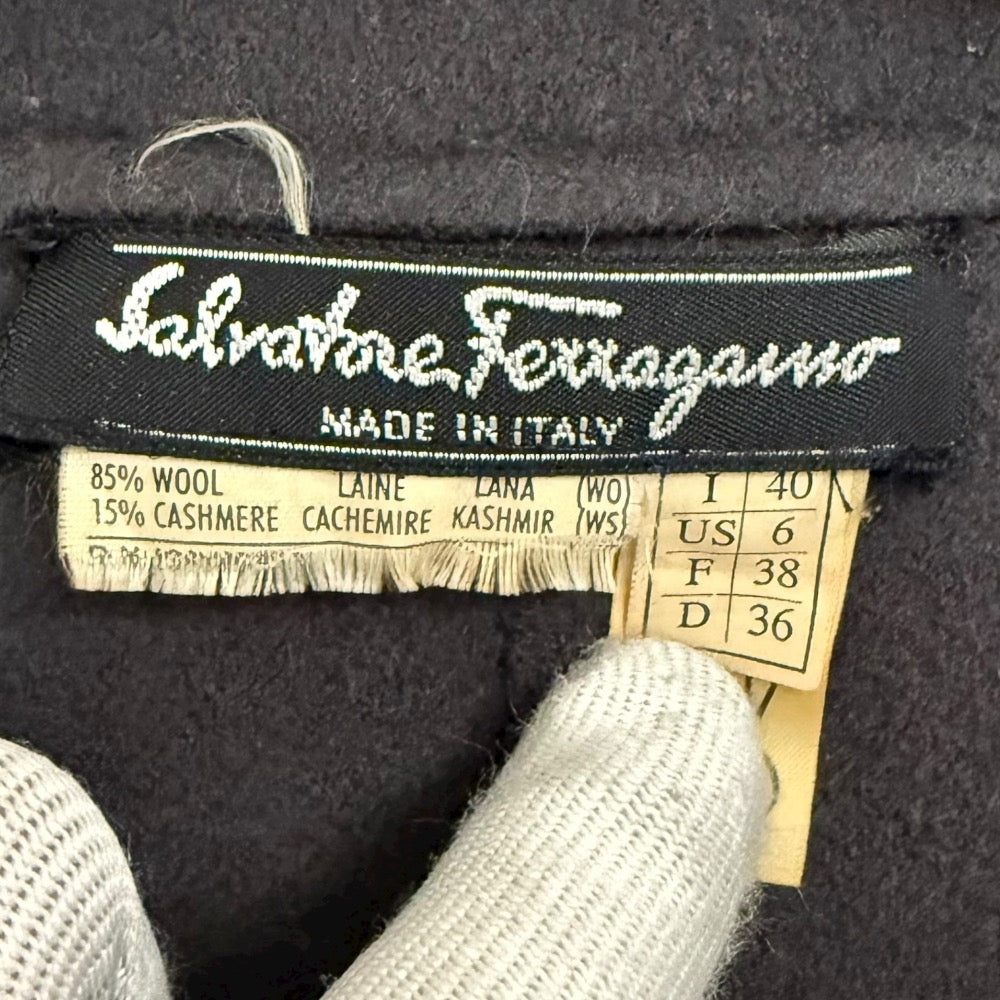 Salvatore Ferragamo
MADE IN ITALY
85% WOOL LAINE LANA (WO)
15% CASHMERE CACHEMIRE KASHMIR (WS)
I 40
US 6
F 38
D 36